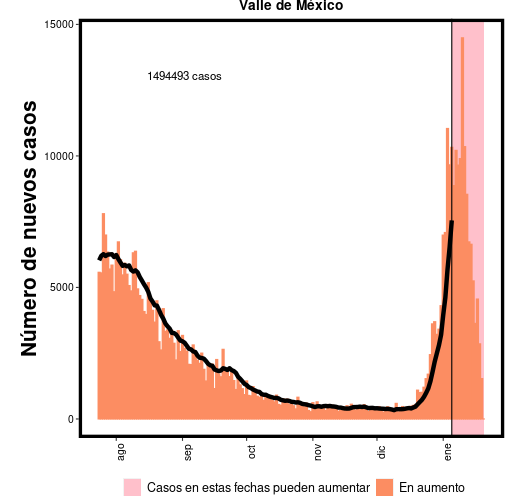 Valle de México
15000
1494493 casos
10000
5000
0
Número de nuevos casos
ago
sep
oct
nov
dic
ene
Casos en estas fechas pueden aumentar
En aumento